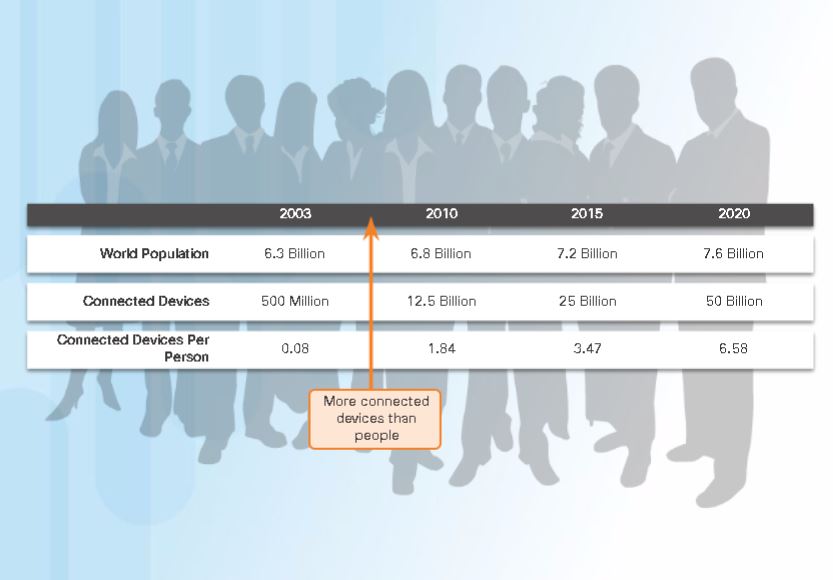 2003 2010 2015 2020
World Population 6.3 Billion 6.8 Billion 7.2 Billion 7.6 Billion
Connected Devices 500 Million 12.5 Billion 25 Billion 50 Billion
Connected Devices Per
Person 0.08 1.84 3.47 6.58
More connected
devices than
people